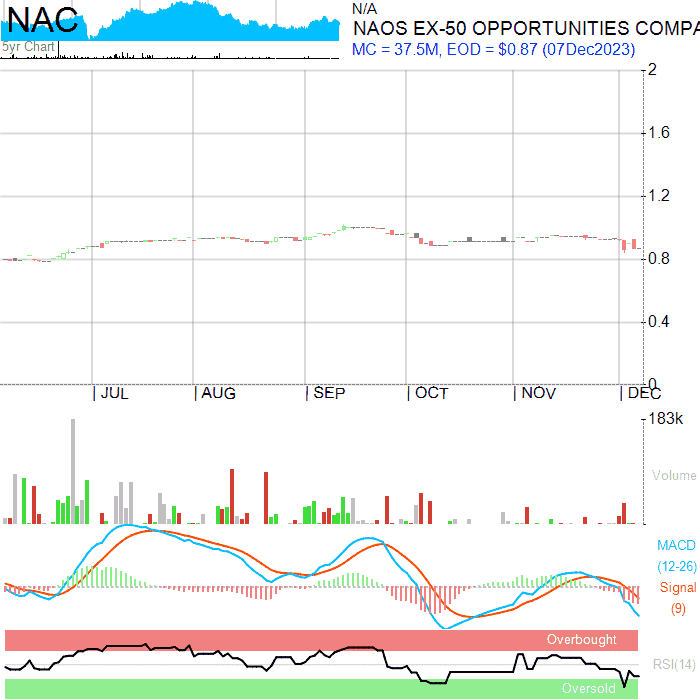 NAC
5yr Chart
N/A
NAOS EX-50 OPPORTUNITIES COMPA
MC = 37.5M, EOD = $0.87 (07Dec2023)
2
1.6
1.2
0.8
0.4
0
JUL AUG SEP OCT NOV DEC
183k
Volume
MACD
(12-26)
Signal
(9)
Overbought
RSI(14)
Oversold